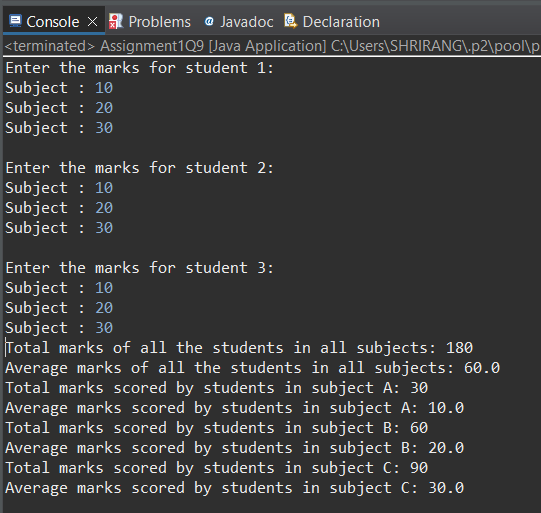 Console Problems @ Javadoc Declaration
<terminated> Assignment1Q9 [Java Application] C:\Users\SHRIRANG\.p2\pool\p
Enter the marks for student 1:
Subject : 10
Subject : 20
Subject : 30
Enter the marks for student 2:
Subject : 10
Subject : 20
Subject : 30
Enter the marks for student 3:
Subject : 10
Subject : 20
Subject : 30
Total marks of all the students in all subjects: 180
Average marks of all the students in all subjects: 60.0
Total marks scored by students in subject A: 30
Average marks scored by students in subject A: 10.0
Total marks scored by students in subject B: 60
Average marks scored by students in subject B: 20.0
Total marks scored by students in subject C: 90
Average marks scored by students in subject C: 30.0